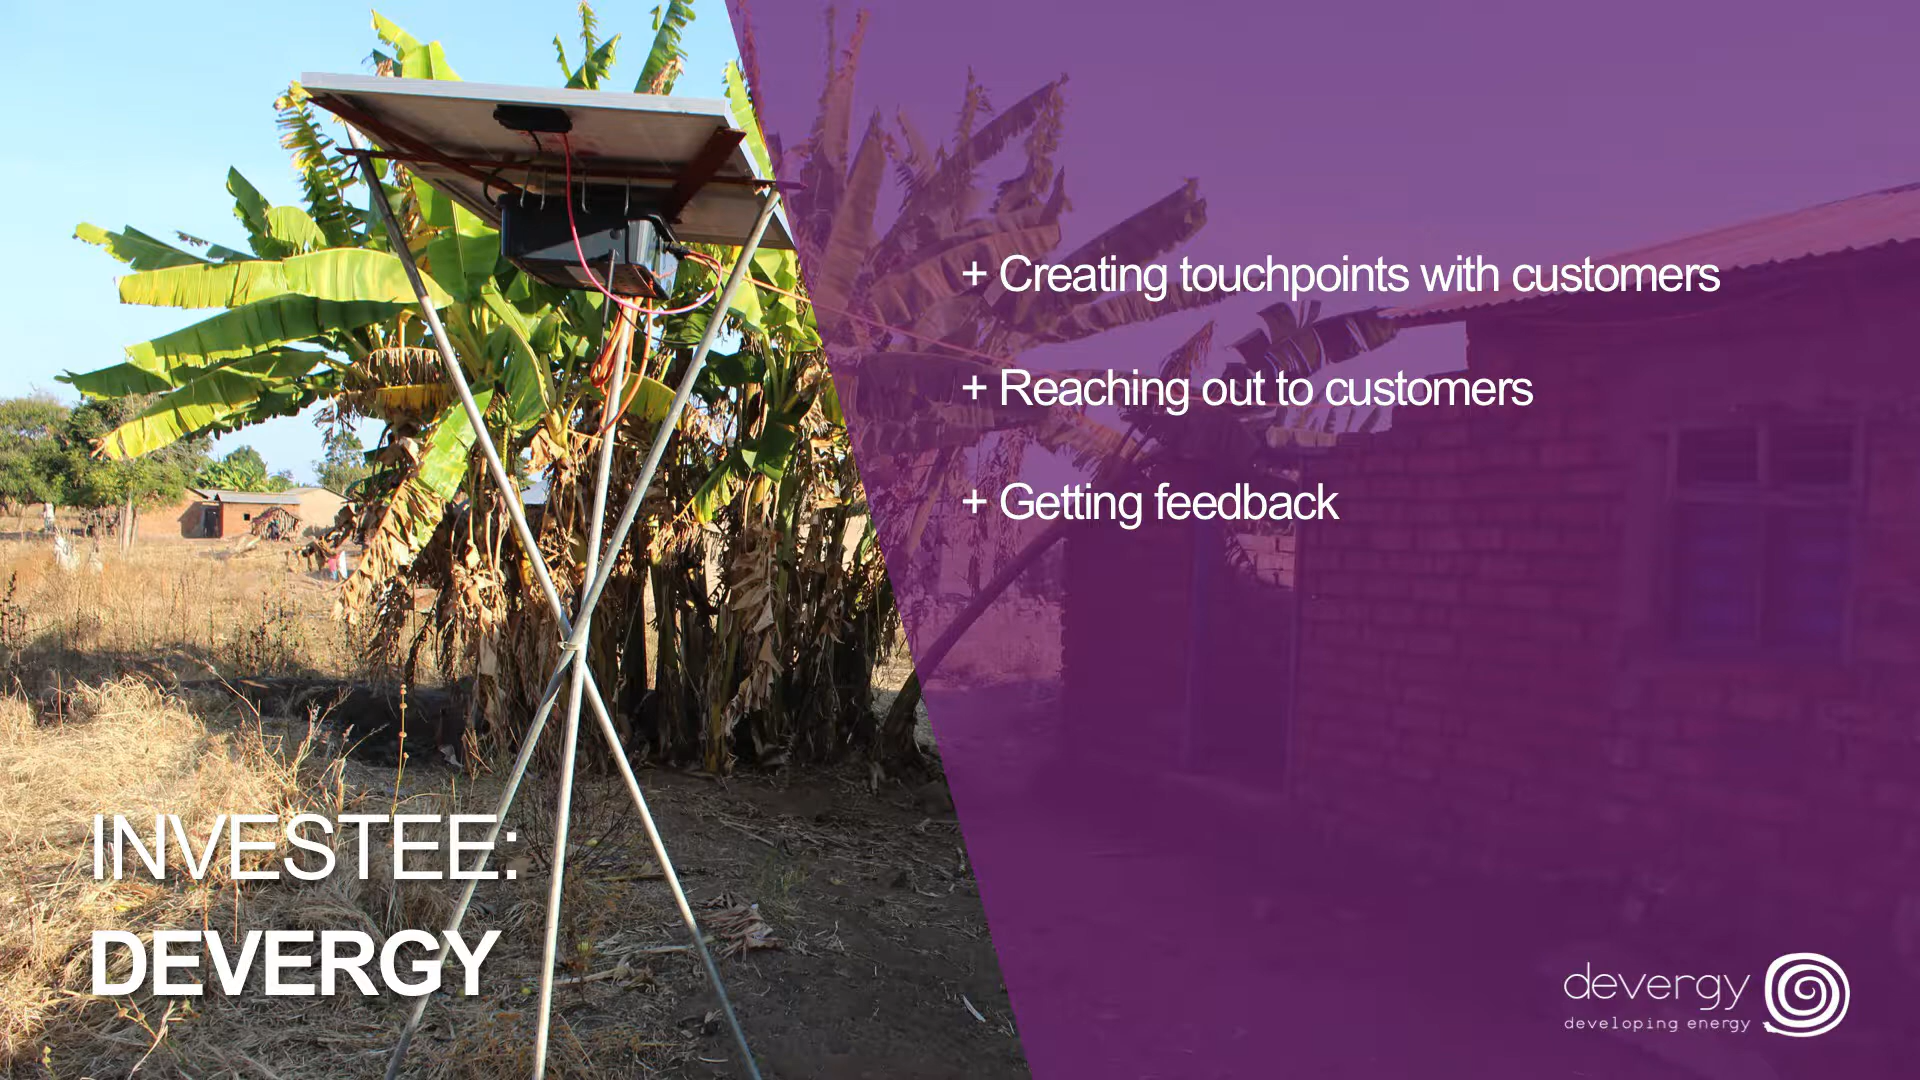 + Creating touchpoints with customers
+ Reaching out to customers
+ Getting feedback
INVESTEE:
DEVERGY
devergy
developing energy